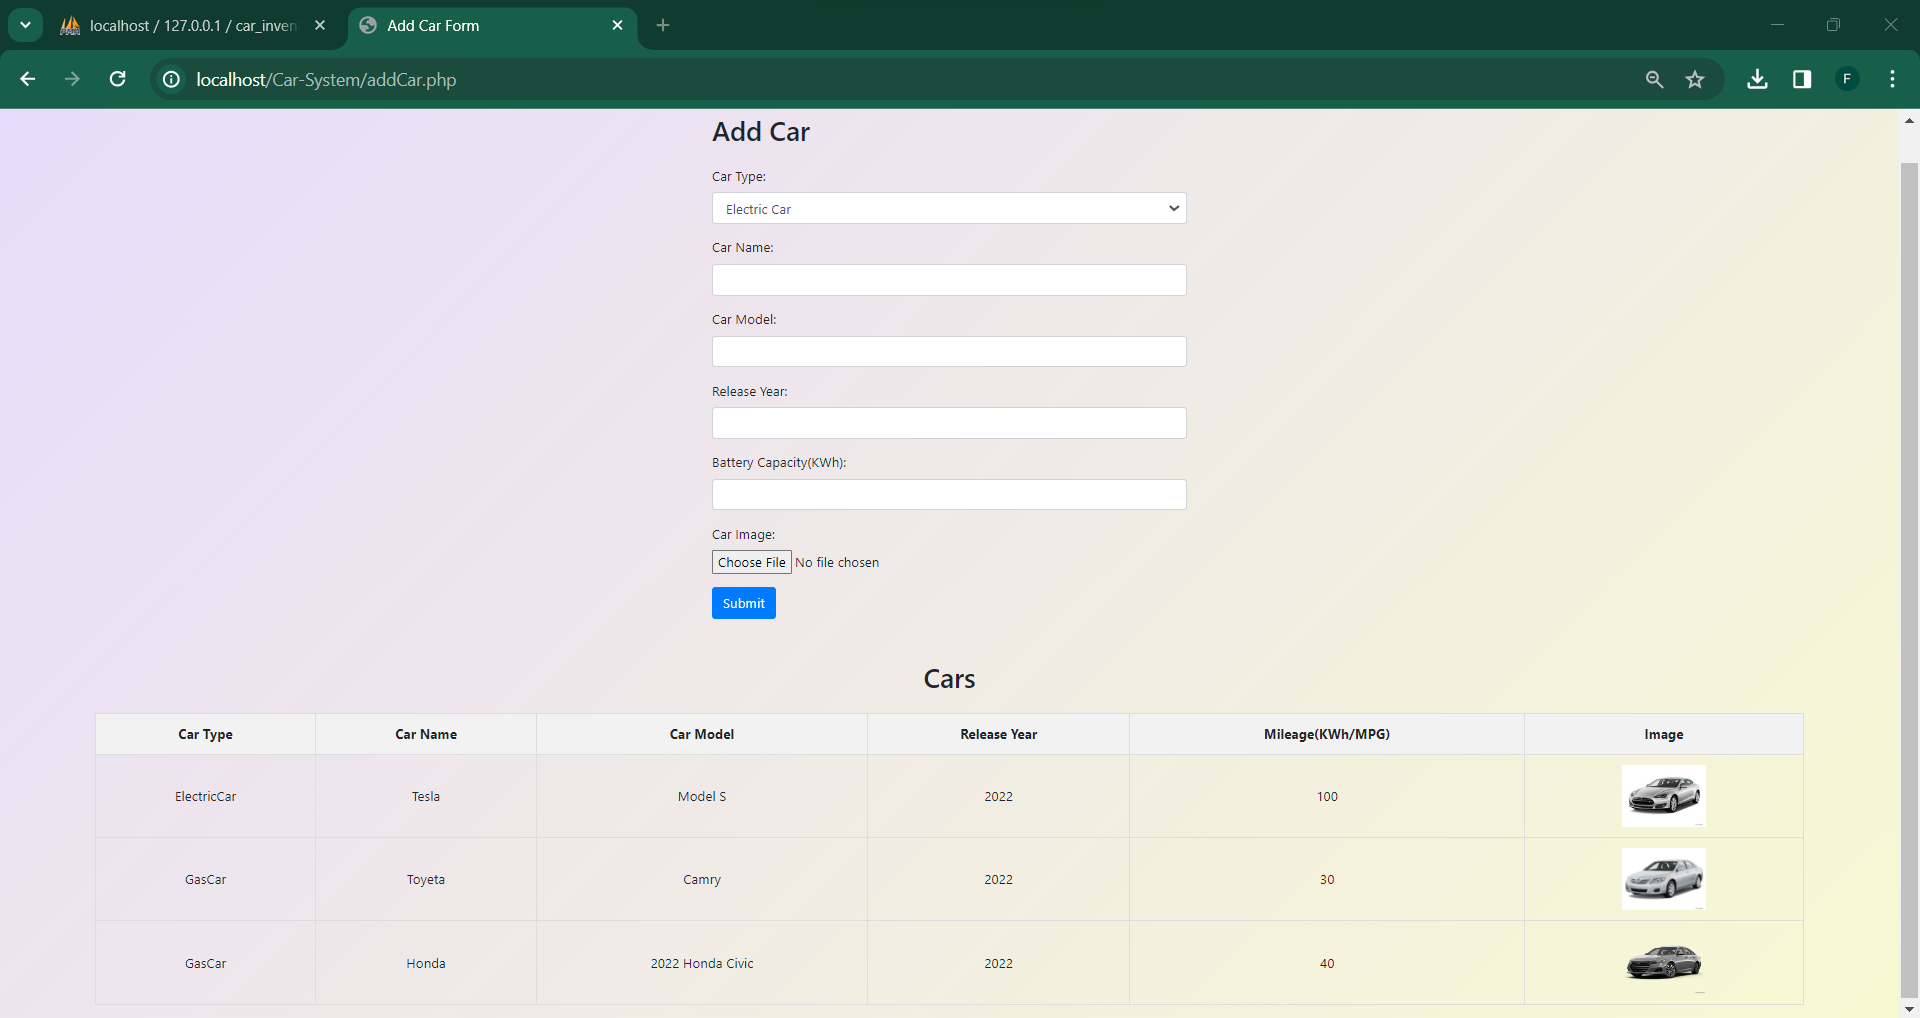 localhost / 127.0.0.1 / car_inven
Add Car Form
localhost/Car-System/addCar.php
F
Add Car
Car Type:
Electric Car
Car Name:
Car Model:
Release Year:
Battery Capacity(KWh):
Car Image:
Choose File No file chosen
Submit
Cars
Car Type Car Name Car Model Release Year Mileage(KWh/MPG) Image
ElectricCar Tesla Model S 2022 100
GasCar Toyeta Camry 2022 30
GasCar Honda 2022 Honda Civic 2022 40